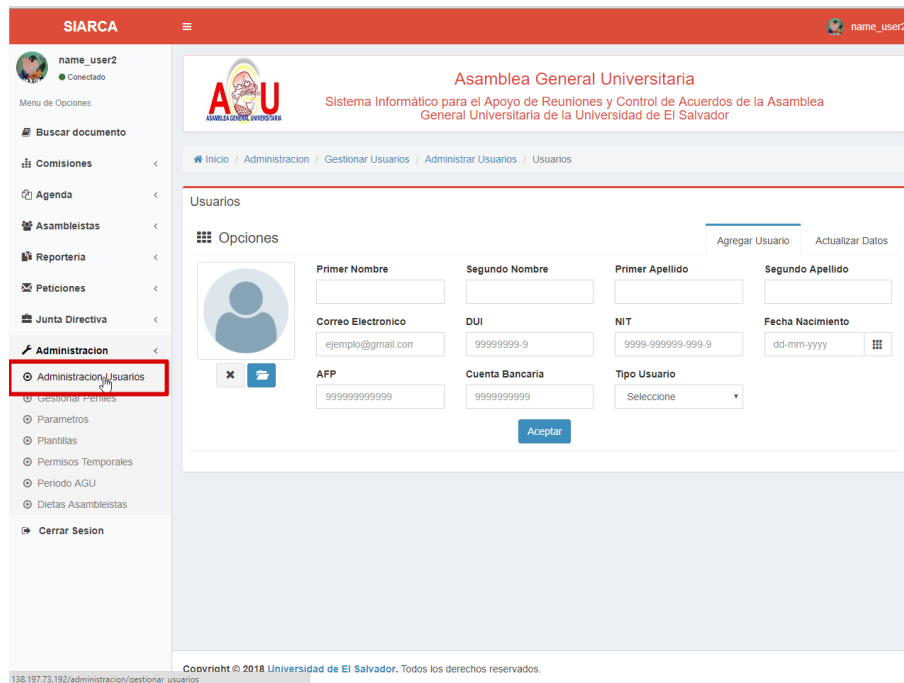 SIARCA
name_user2
name_user2
Conectado
Menu de Opciones
Buscar documento
Comisiones
Agenda
Asambleistas
Reporteria
Peticiones
Junta Directiva
Administracion
Administracion Usuarios
Gestionar Perfiles
Parametros
Plantillas
Permisos Temporales
Periodo AGU
Dietas Asambleistas
Cerrar Sesion
138.197.73.192/administracion/gestionar_usuarios
AU
ASAMBLEA GENERAL UNIVERSITARIA
Asamblea General Universitaria
Sistema Informático para el Apoyo de Reuniones y Control de Acuerdos de la Asamblea
General Universitaria de la Universidad de El Salvador
Inicio / Administracion / Gestionar Usuarios / Administrar Usuarios / Usuarios
Usuarios
Opciones
Agregar Usuario Actualizar Datos
Primer Nombre Segundo Nombre Primer Apellido Segundo Apellido
Correo Electronico DUI NIT Fecha Nacimiento
ejemplo@gmail.com 99999999-9 9999-999999-999-9 dd-mm-yyyy
AFP Cuenta Bancaria Tipo Usuario
999999999999 9999999999 Seleccione
Aceptar
Copyright © 2018 Universidad de El Salvador. Todos los derechos reservados.